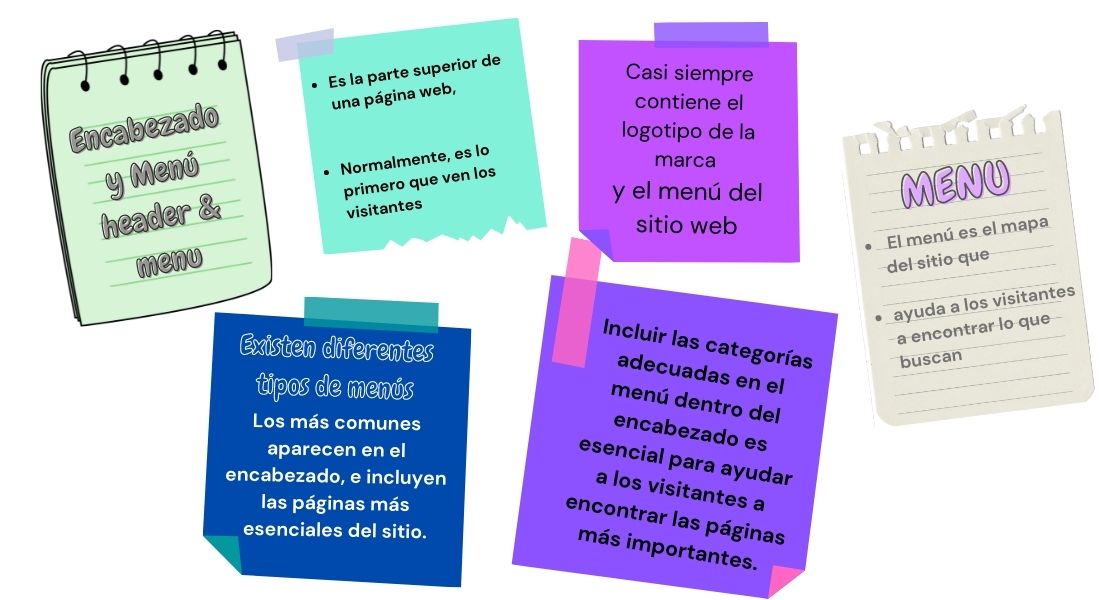 Encabezado
y Menú
header &
menu
• Es la parte superior de
una página web,
• Normalmente, es lo
primero que ven los
visitantes
Casi siempre
contiene el
logotipo de la
marca
y el menú del
sitio web
MENU
• El menú es el mapa
del sitio que
• ayuda a los visitantes
a encontrar lo que
buscan
Existen diferentes
tipos de menús
Los más comunes
aparecen en el
encabezado, e incluyen
las páginas más
esenciales del sitio.
Incluir las categorías
adecuadas en el
menú dentro del
encabezado es
esencial para ayudar
a los visitantes a
encontrar las páginas
más importantes.